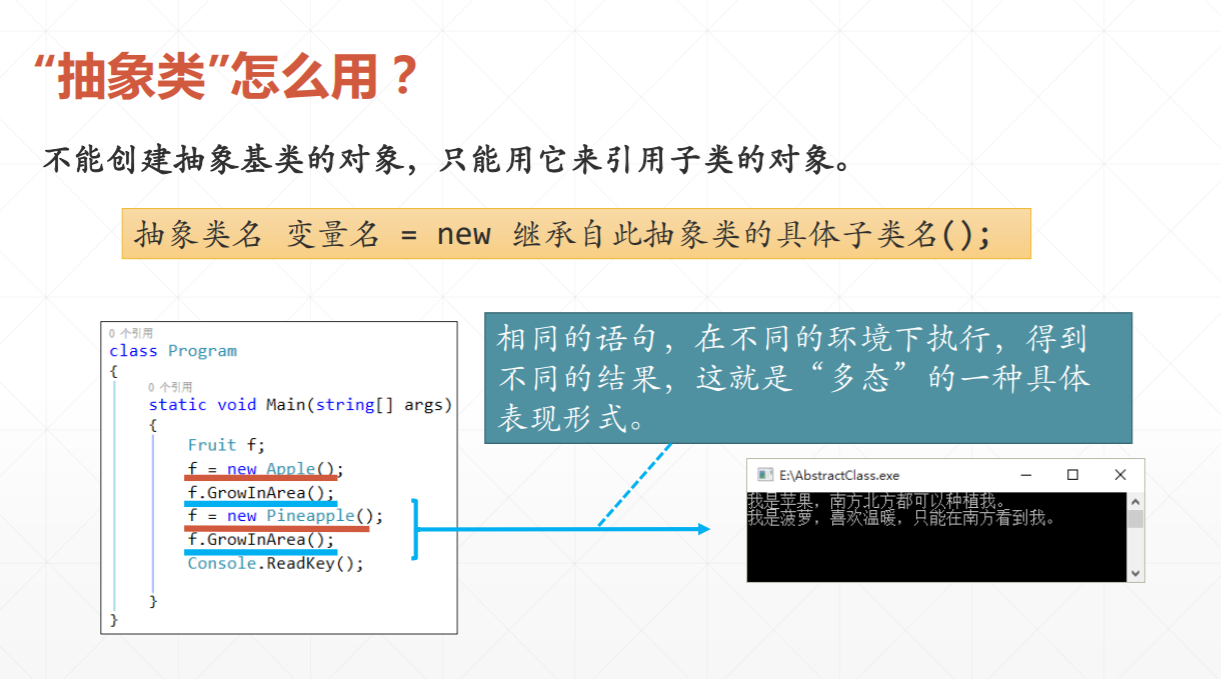 “抽象类”怎么用？
不能创建抽象基类的对象，只能用它来引用子类的对象。
抽象类名 变量名 = new 继承自此抽象类的具体子类名();
0 个引用
class Program
{
0 个引用
static void Main(string[] args)
{
Fruit f;
f = new Apple();
f.GrowInArea();
f = new Pineapple();
f.GrowInArea();
Console.ReadKey();
}
}
相同的语句，在不同的环境下执行，得到
不同的结果，这就是“多态”的一种具体
表现形式。
E:\AbstractClass.exe
我是苹果，南方北方都可以种植我。
我是菠萝，喜欢温暖，只能在南方看到我。